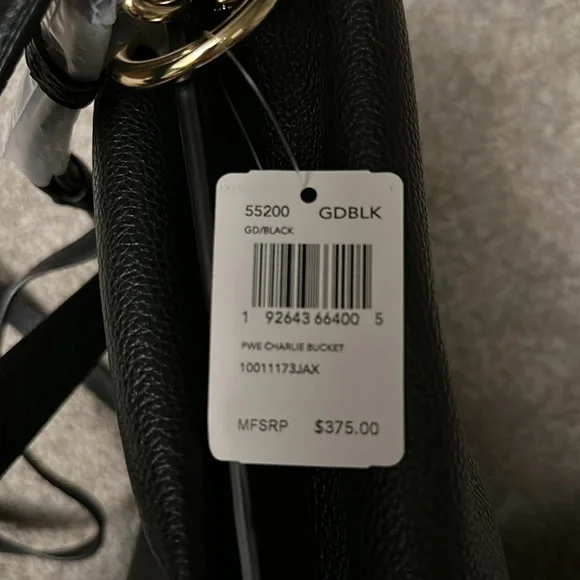 55200 GDBLK
GD/BLACK
1 92643 66400 5
PWE CHARLIE BUCKET
10011173JAX
MFSRP $375.00